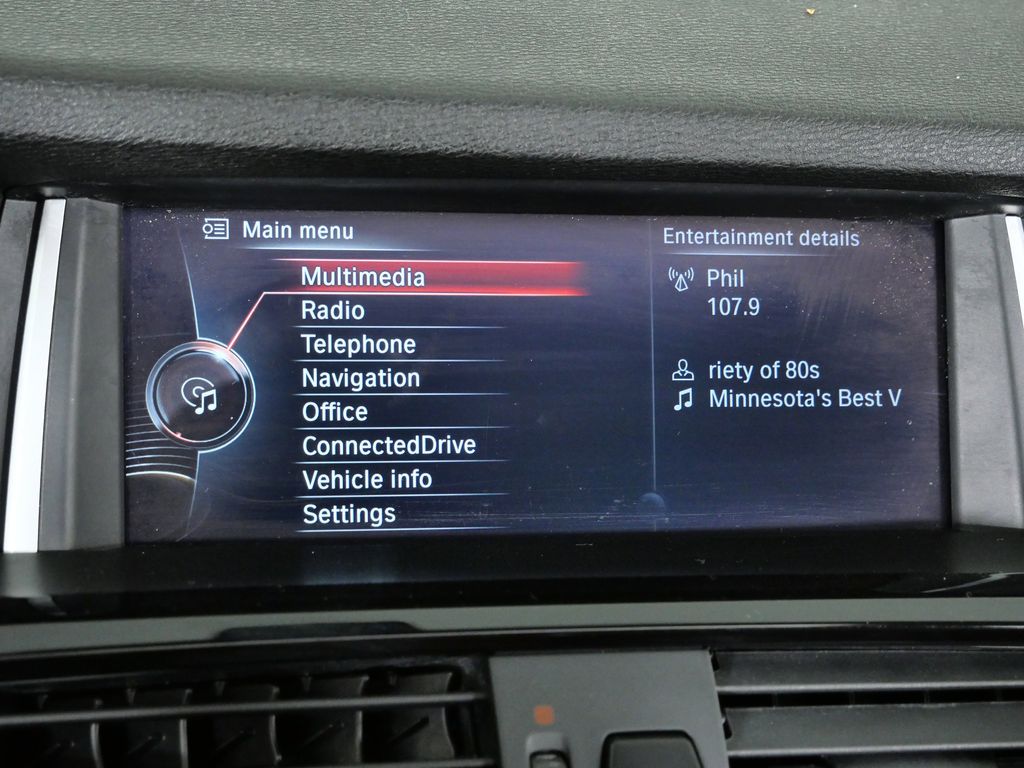 Main menu
Multimedia
Radio
Telephone
Navigation
Office
ConnectedDrive
Vehicle info
Settings
Entertainment details
Phil
107.9
riety of 80s
Minnesota's Best V